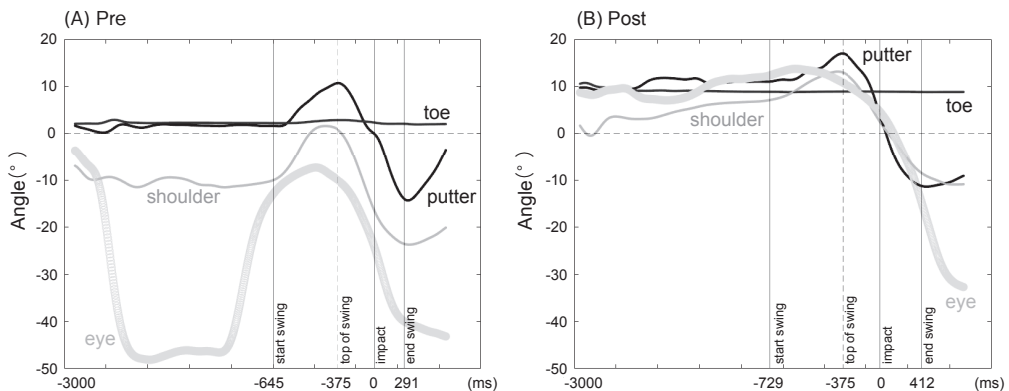 (A) Pre
20
10
0
-10
-20
-30
-40
-50
Angle(°)
toe
shoulder
putter
eye
start swing
top of swing
impact
end swing
-3000
-645
-375
0
291
(ms)
(B) Post
20
10
0
-10
-20
-30
-40
-50
Angle(°)
putter
toe
shoulder
eye
start swing
top of swing
impact
end swing
-3000
-729
-375
0
412
(ms)